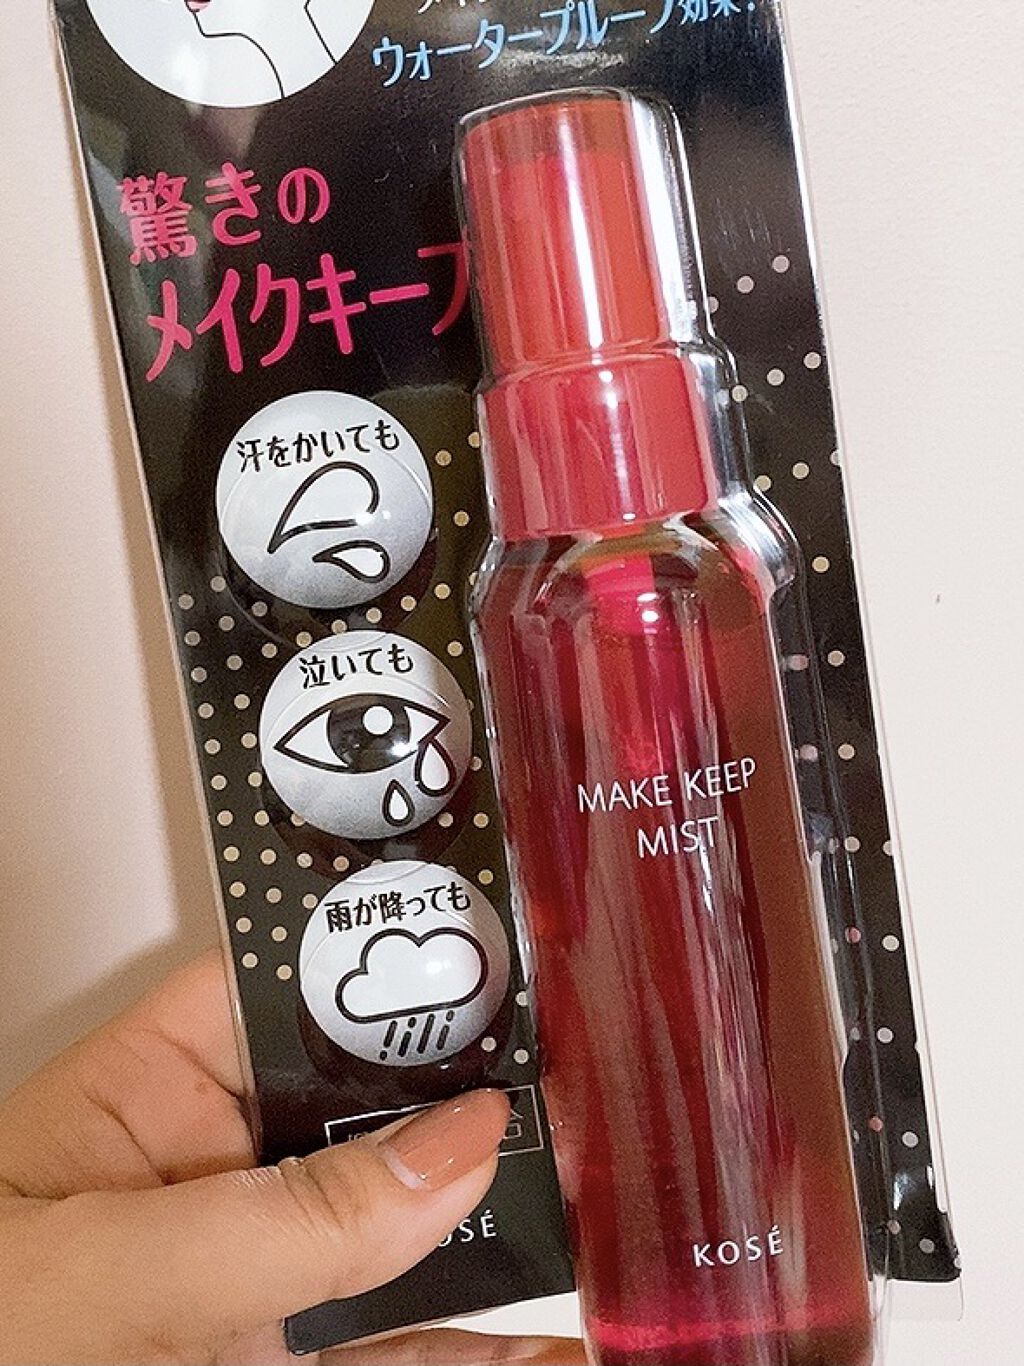 ウォータープルーフ効果!
驚きの
メイクキープ
汗をかいても
泣いても
雨が降っても
MAKE KEEP
MIST
KOSÉ
KOSÉ